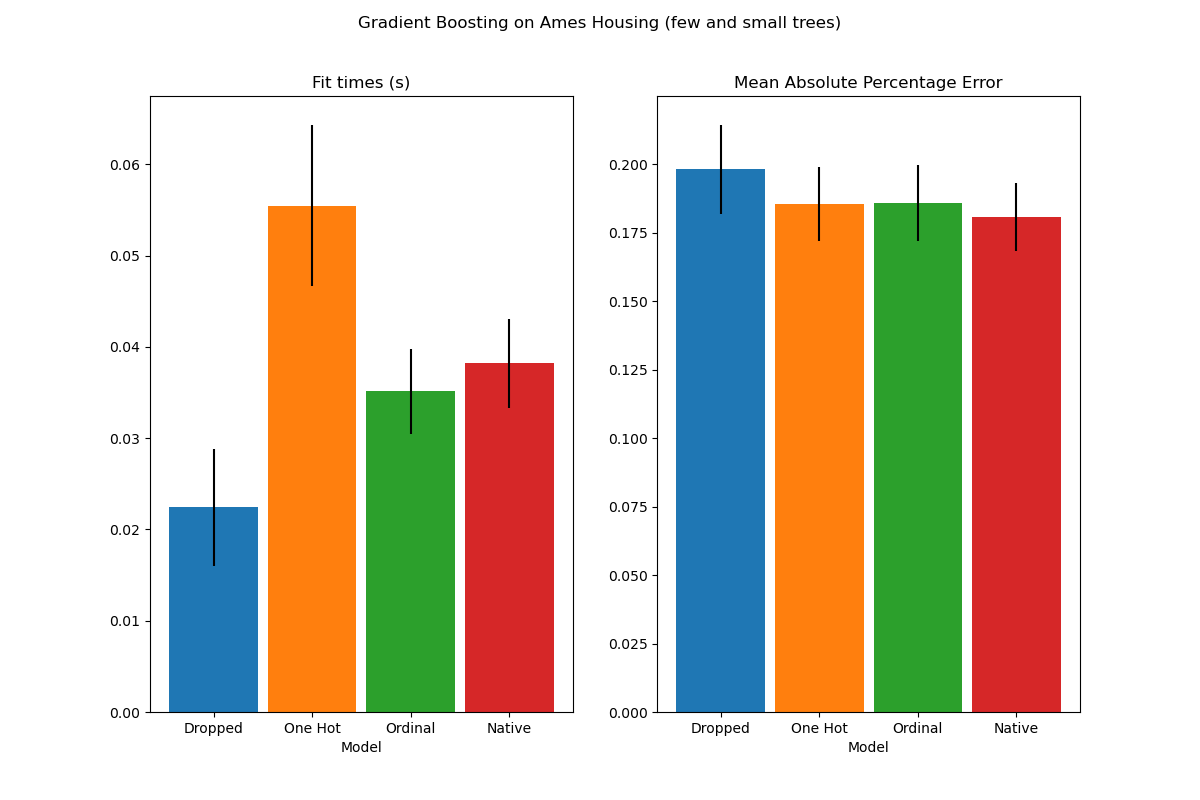 Gradient Boosting on Ames Housing (few and small trees)
Fit times (s)
0.06
0.05
0.04
0.03
0.02
0.01
0.00
Dropped One Hot Ordinal Native
Model
Mean Absolute Percentage Error
0.200
0.175
0.150
0.125
0.100
0.075
0.050
0.025
0.000
Dropped One Hot Ordinal Native
Model